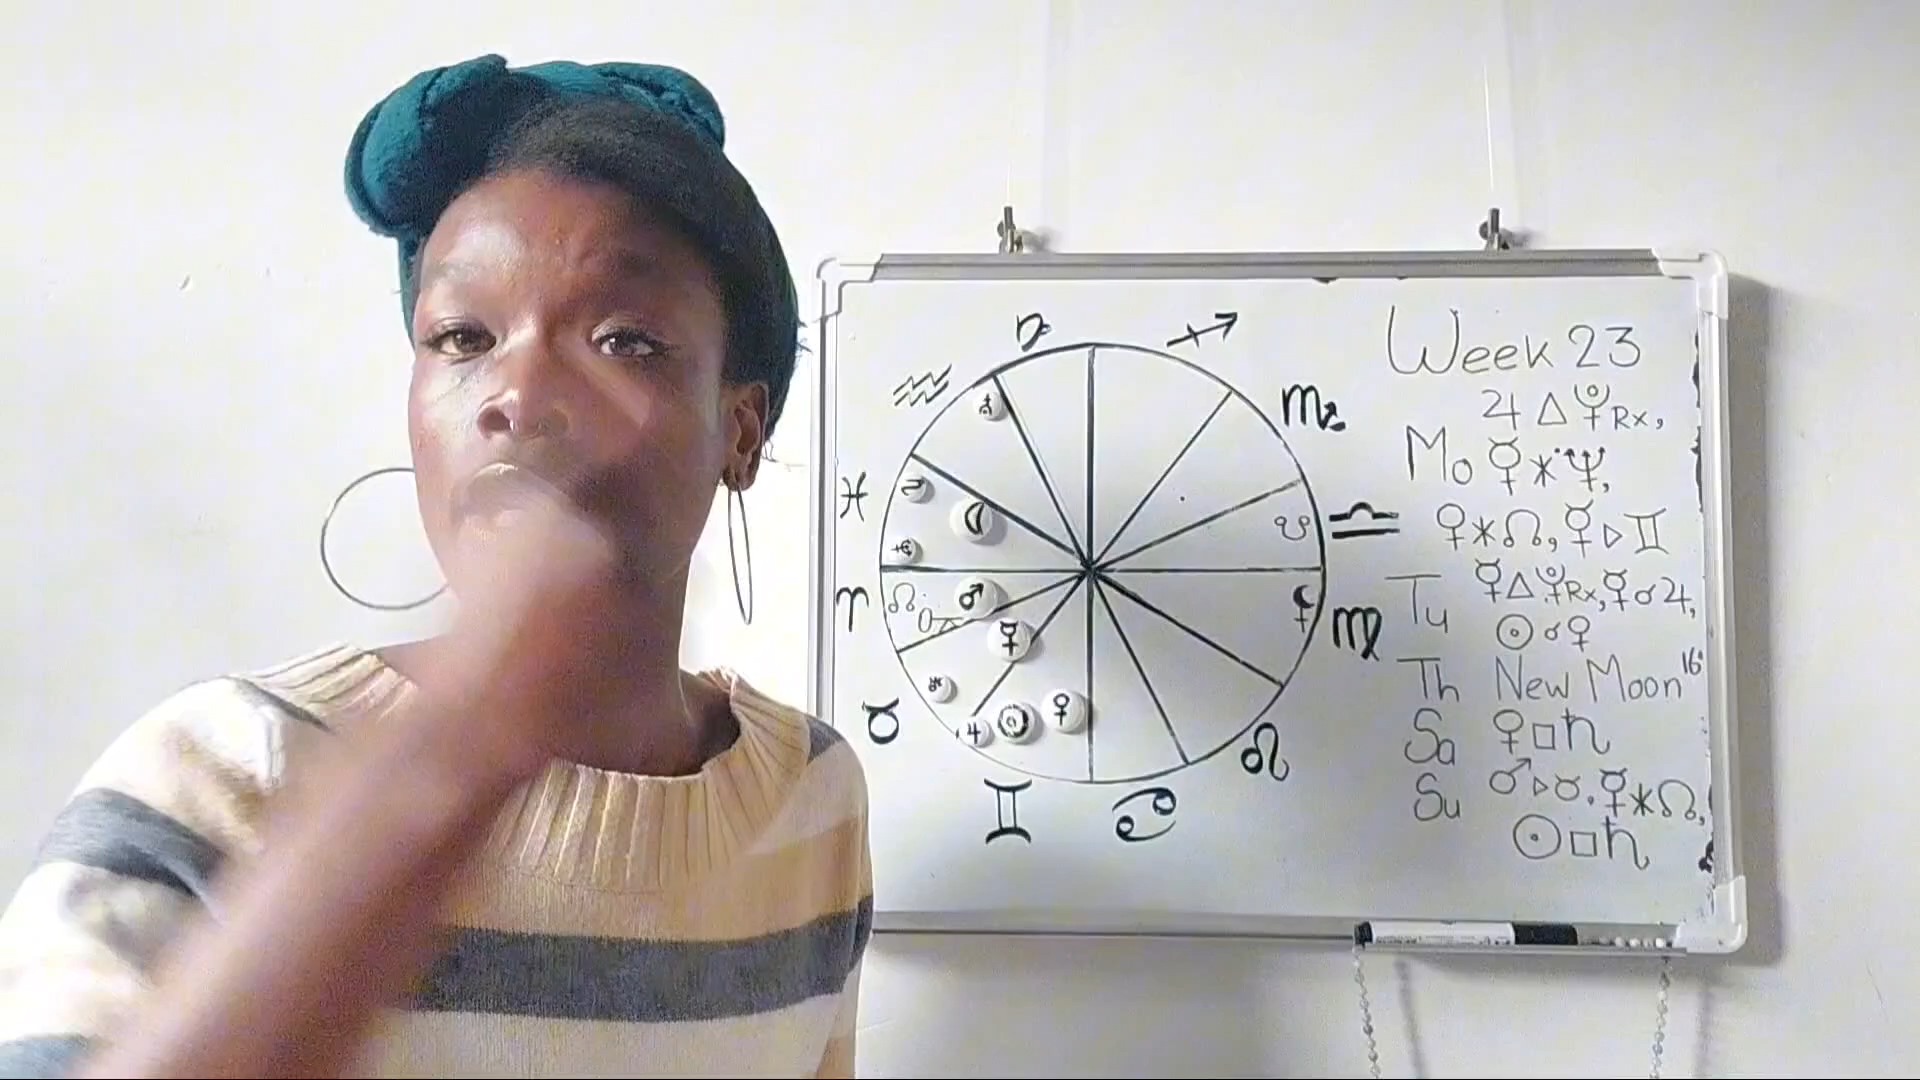 Week 23
♃ △ ♇ Rx,
Mo ☿ ⚹ ♆,
♀ ⚹ ☊, ☿ ▷ ♊
Tu ☿ △ ♇ Rx, ☿ ☌ ♃,
☉ ☌ ♀
Th New Moon 16°
Sa ♀ □ ♄
Su ♂ ▷ ♉, ☿ ⚹ ☊,
☉ □ ♄
♑ ♐
♒ ♏
♇
♓ ♄ ☽ ☋ ♎
♆
♈ ☊ ♂ ⚸ ♍
☿
♉ ♅ ♌
♃ ☉ ♀
♊ ♋